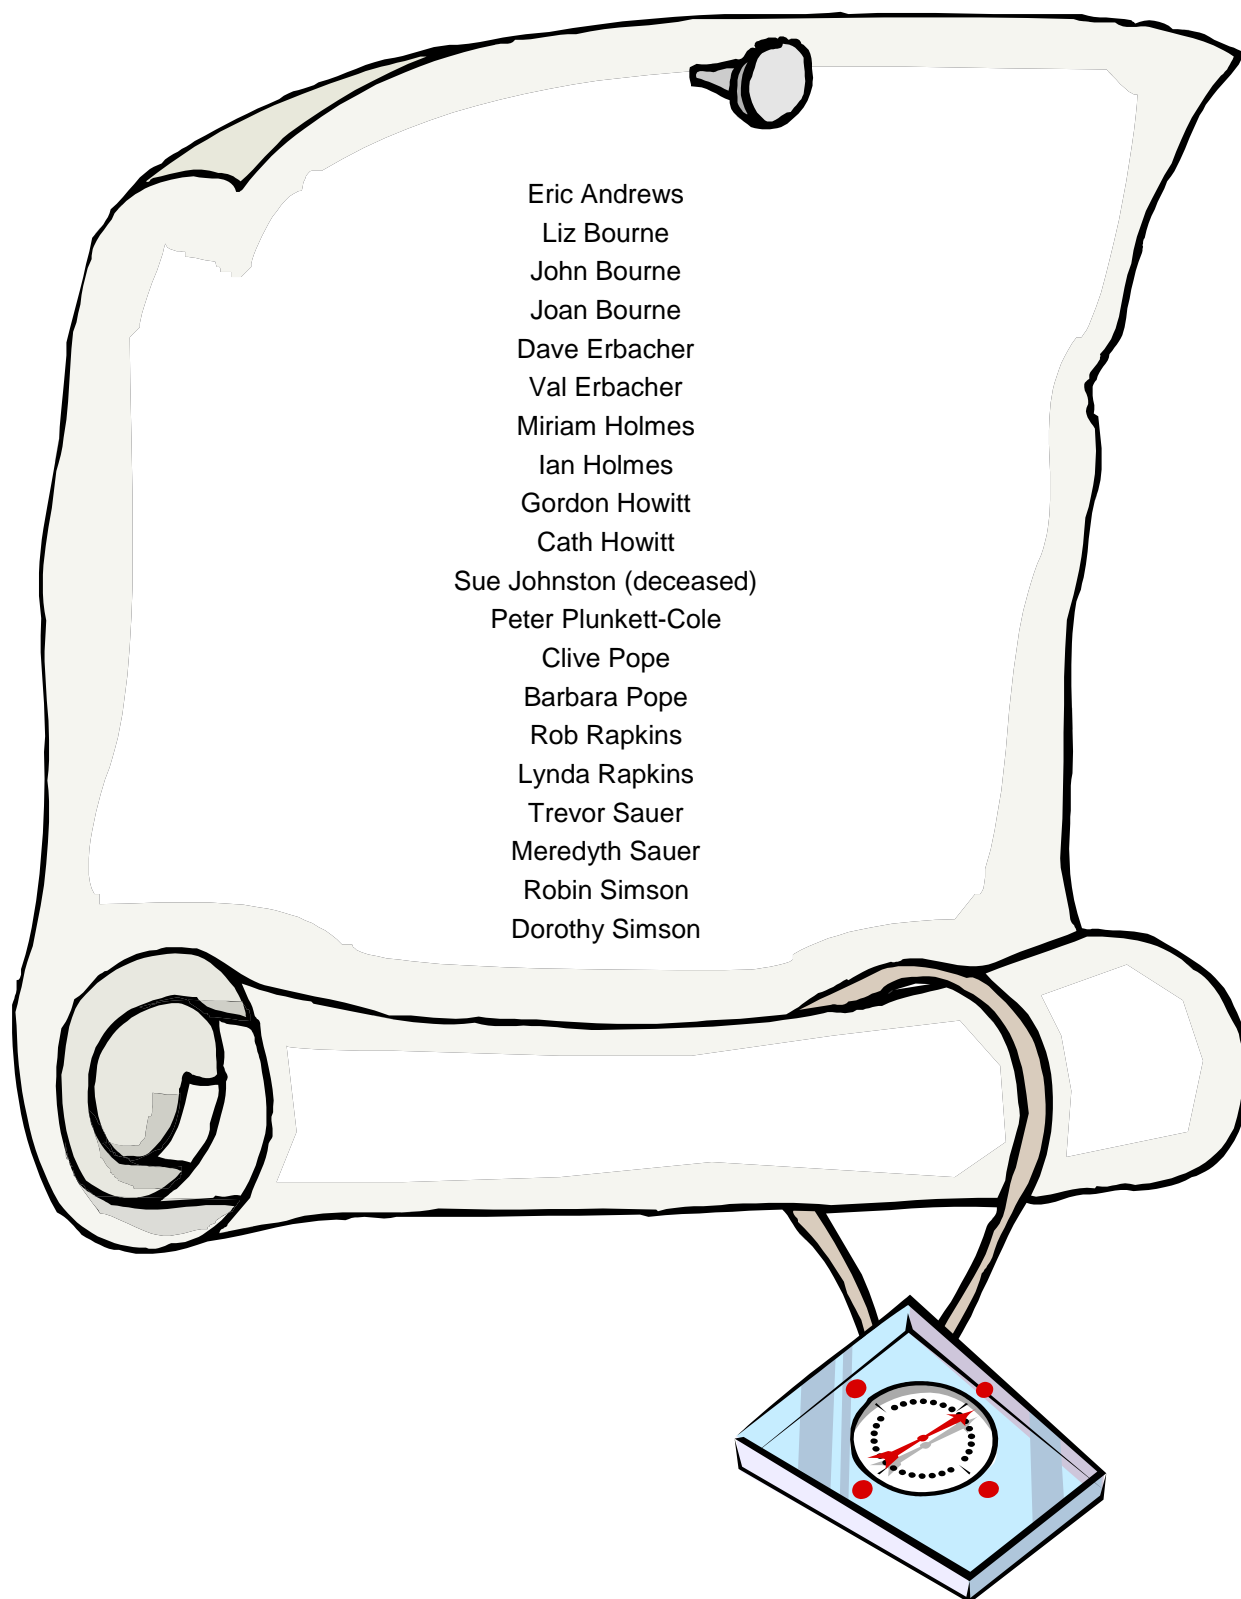 Eric Andrews
Liz Bourne
John Bourne
Joan Bourne
Dave Erbacher
Val Erbacher
Miriam Holmes
Ian Holmes
Gordon Howitt
Cath Howitt
Sue Johnston (deceased)
Peter Plunkett-Cole
Clive Pope
Barbara Pope
Rob Rapkins
Lynda Rapkins
Trevor Sauer
Meredyth Sauer
Robin Simson
Dorothy Simson